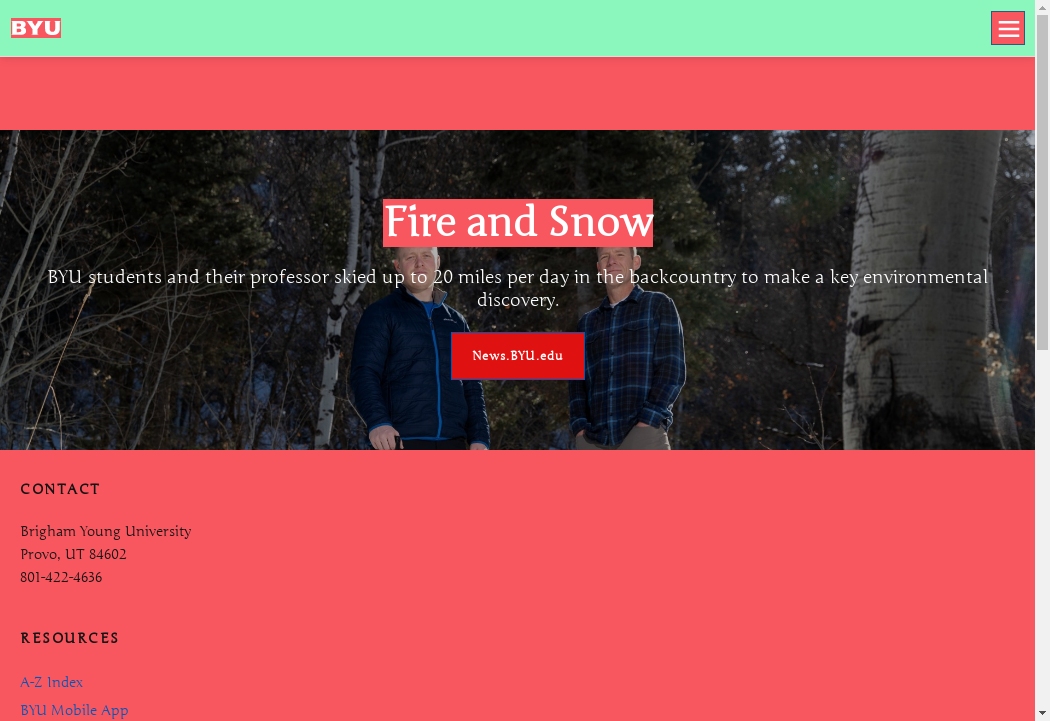 BYU
Fire and Snow
BYU students and their professor skied up to 20 miles per day in the backcountry to make a key environmental
discovery.
News.BYU.edu
CONTACT
Brigham Young University
Provo, UT 84602
801-422-4636
RESOURCES
A-Z Index
BYU Mobile App